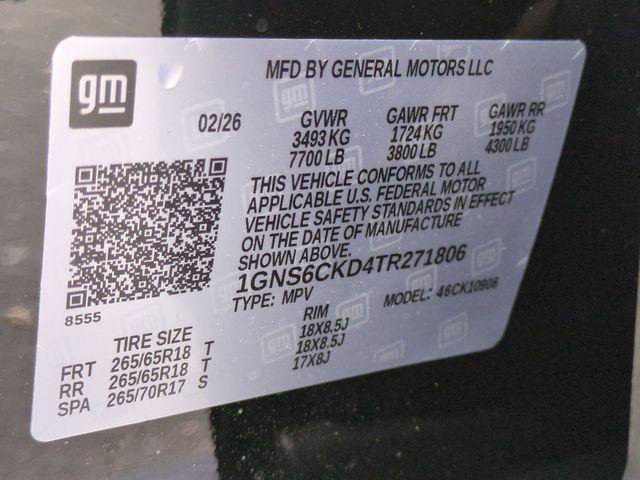 gm
MFD BY GENERAL MOTORS LLC
02/26 GVWR GAWR FRT GAWR RR
3493 KG 1724 KG 1950 KG
7700 LB 3800 LB 4300 LB
THIS VEHICLE CONFORMS TO ALL
APPLICABLE U.S. FEDERAL MOTOR
VEHICLE SAFETY STANDARDS IN EFFECT
ON THE DATE OF MANUFACTURE
SHOWN ABOVE.
1GNS6CKD4TR271806
TYPE: MPV MODEL: 46CK10906
8555
TIRE SIZE RIM
FRT 265/65R18 T 18X8.5J
RR 265/65R18 T 18X8.5J
SPA 265/70R17 S 17X8J